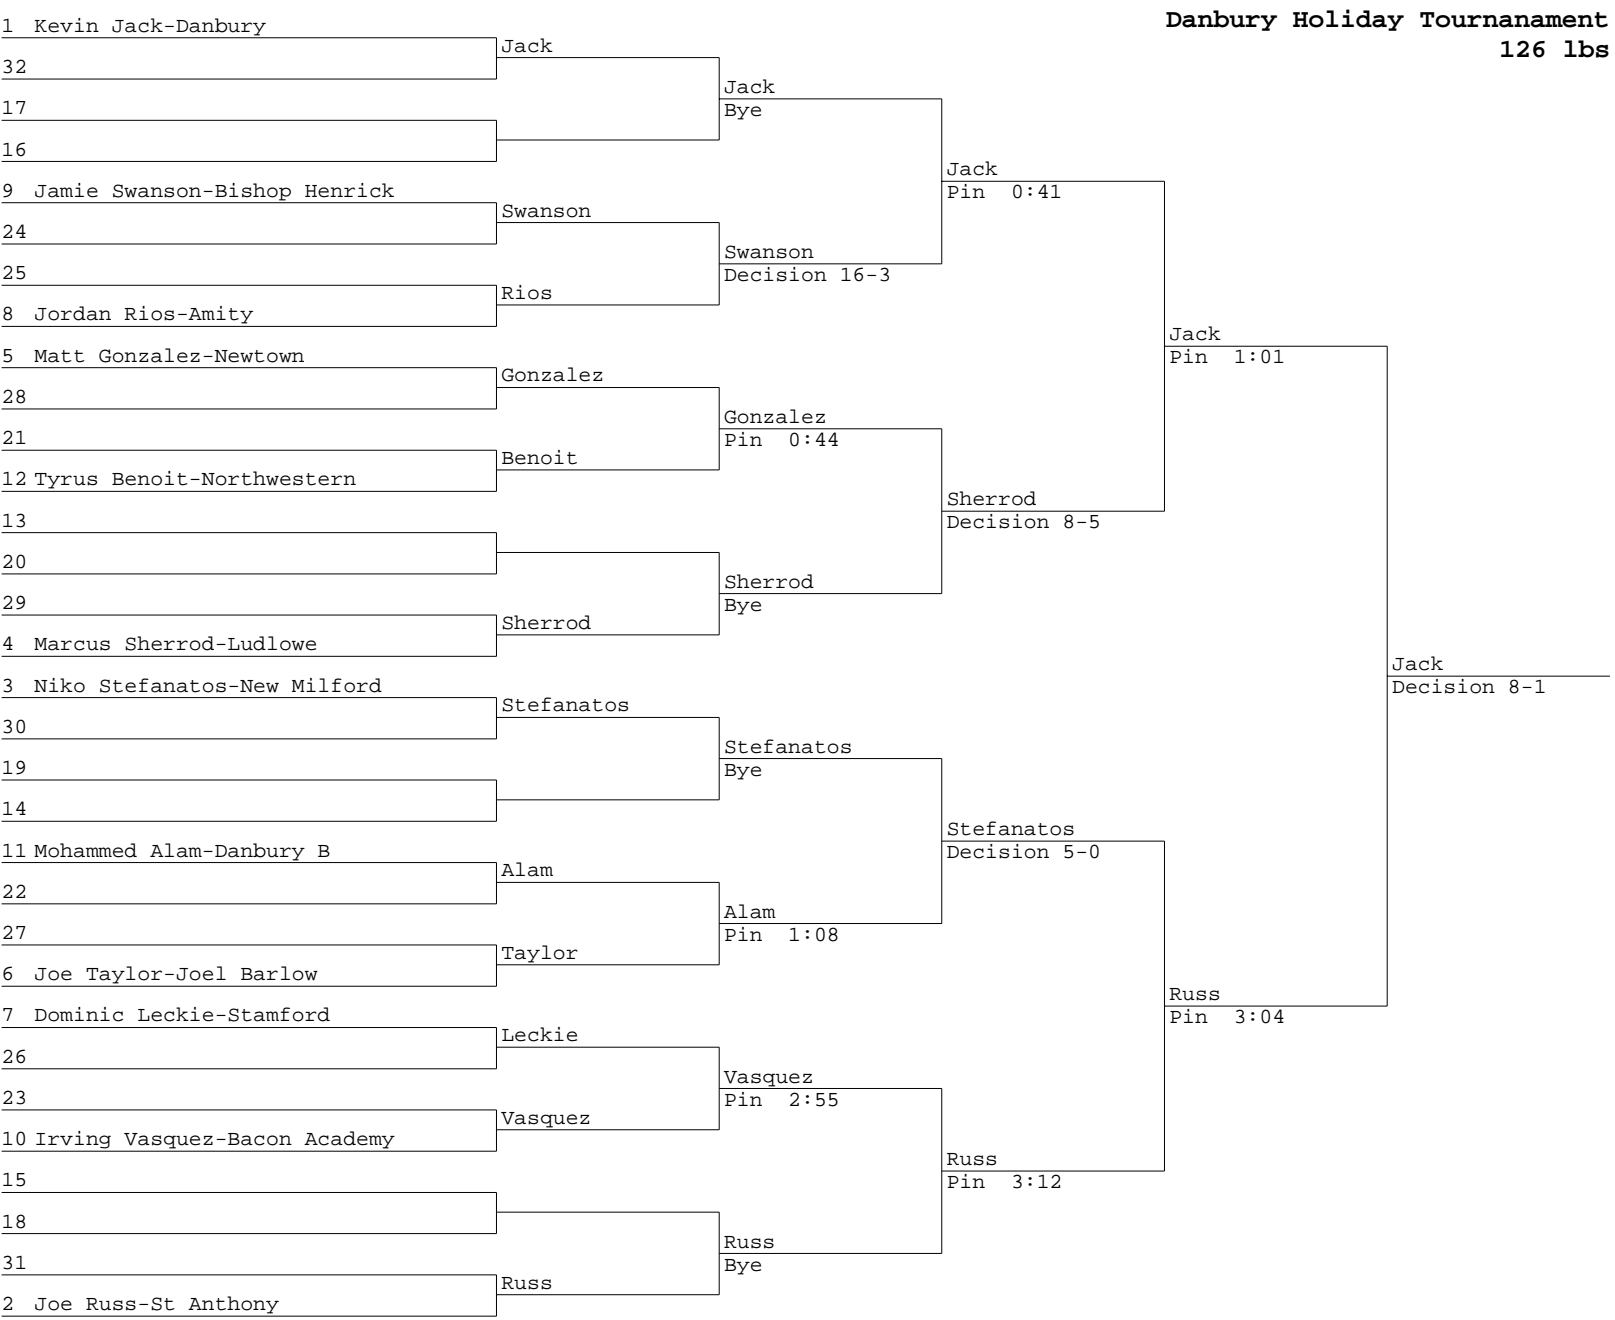 Danbury Holiday Tournanament
126 lbs
1 Kevin Jack-Danbury
Jack
32
Jack
17
Bye
16
Jack
9 Jamie Swanson-Bishop Henrick
Pin 0:41
Swanson
24
Swanson
25
Decision 16-3
Rios
8 Jordan Rios-Amity
Jack
5 Matt Gonzalez-Newtown
Pin 1:01
Gonzalez
28
Gonzalez
21
Pin 0:44
Benoit
12 Tyrus Benoit-Northwestern
Sherrod
13
Decision 8-5
20
Sherrod
29
Bye
Sherrod
4 Marcus Sherrod-Ludlowe
Jack
3 Niko Stefanatos-New Milford
Decision 8-1
Stefanatos
30
Stefanatos
19
Bye
14
Stefanatos
11 Mohammed Alam-Danbury B
Decision 5-0
Alam
22
Alam
27
Pin 1:08
Taylor
6 Joe Taylor-Joel Barlow
Russ
7 Dominic Leckie-Stamford
Pin 3:04
Leckie
26
Vasquez
23
Pin 2:55
Vasquez
10 Irving Vasquez-Bacon Academy
Russ
15
Pin 3:12
18
Russ
31
Bye
Russ
2 Joe Russ-St Anthony